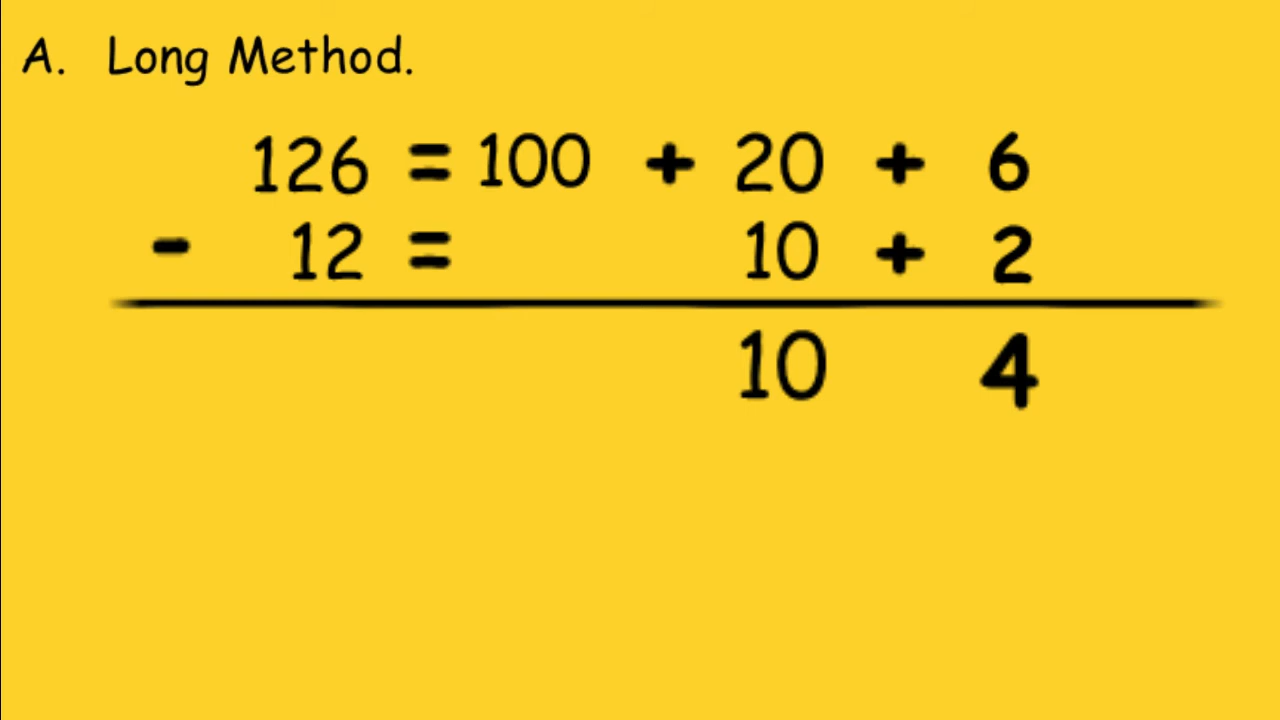 A. Long Method.
126 = 100 + 20 + 6
- 12 = 10 + 2
10 4